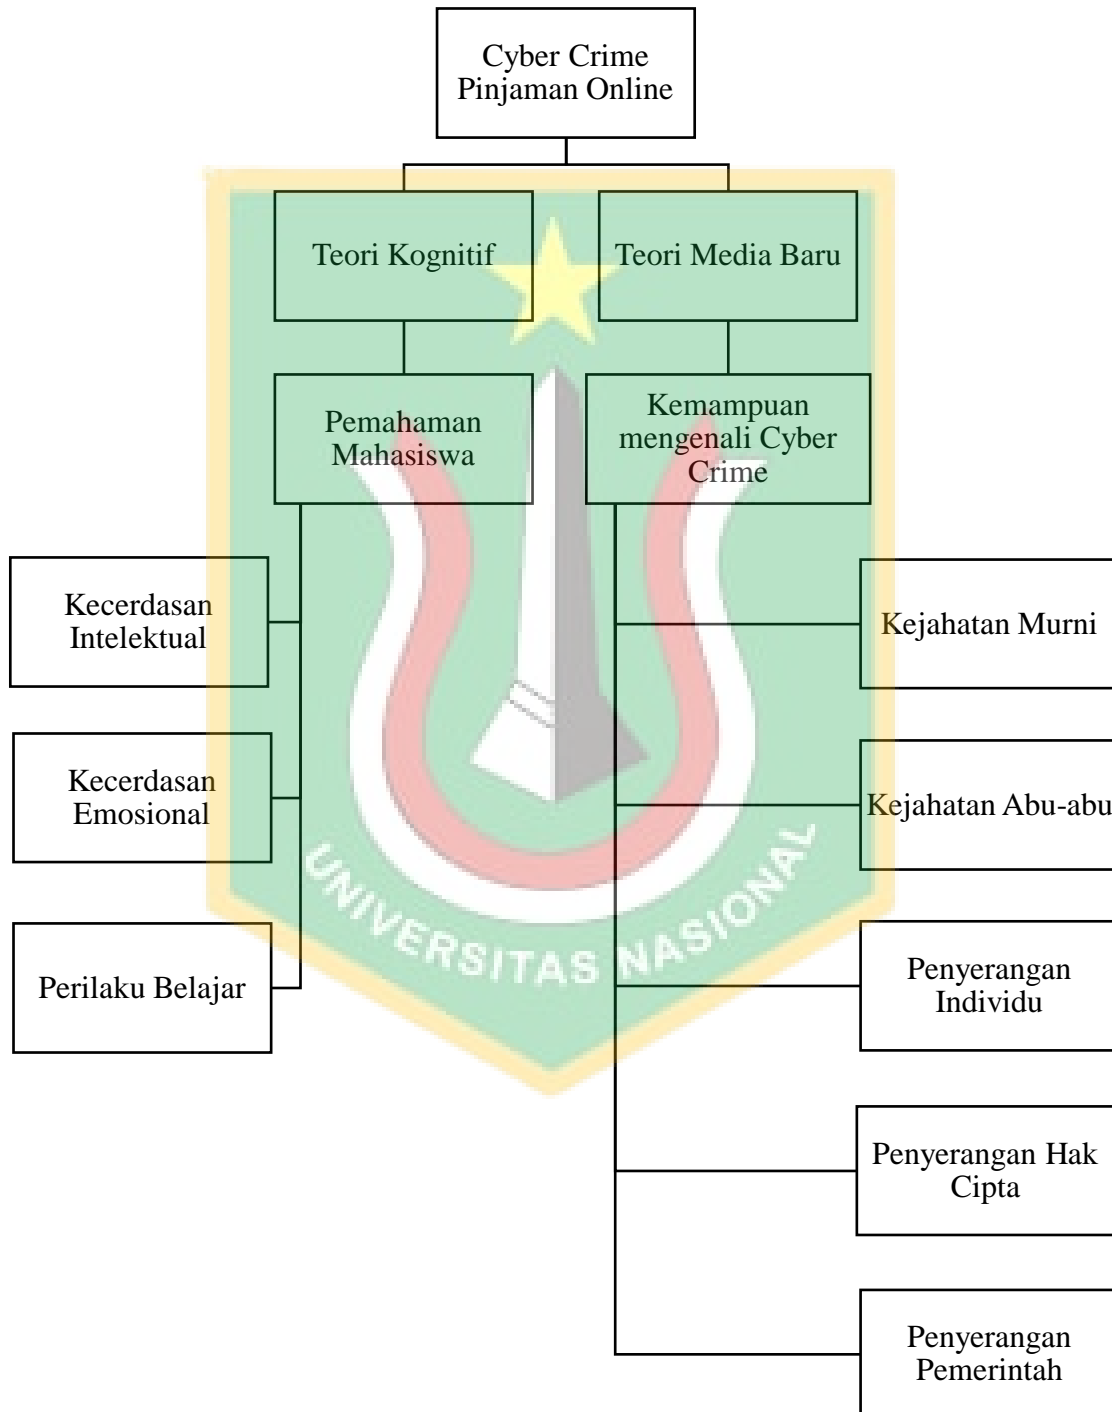 Cyber Crime
Pinjaman Online
Teori Kognitif
Teori Media Baru
Pemahaman
Mahasiswa
Kemampuan
mengenali Cyber
Crime
Kecerdasan
Intelektual
Kejahatan Murni
Kecerdasan
Emosional
Kejahatan Abu-abu
Perilaku Belajar
Penyerangan
Individu
Penyerangan Hak
Cipta
Penyerangan
Pemerintah
UNIVERSITAS NASIONAL